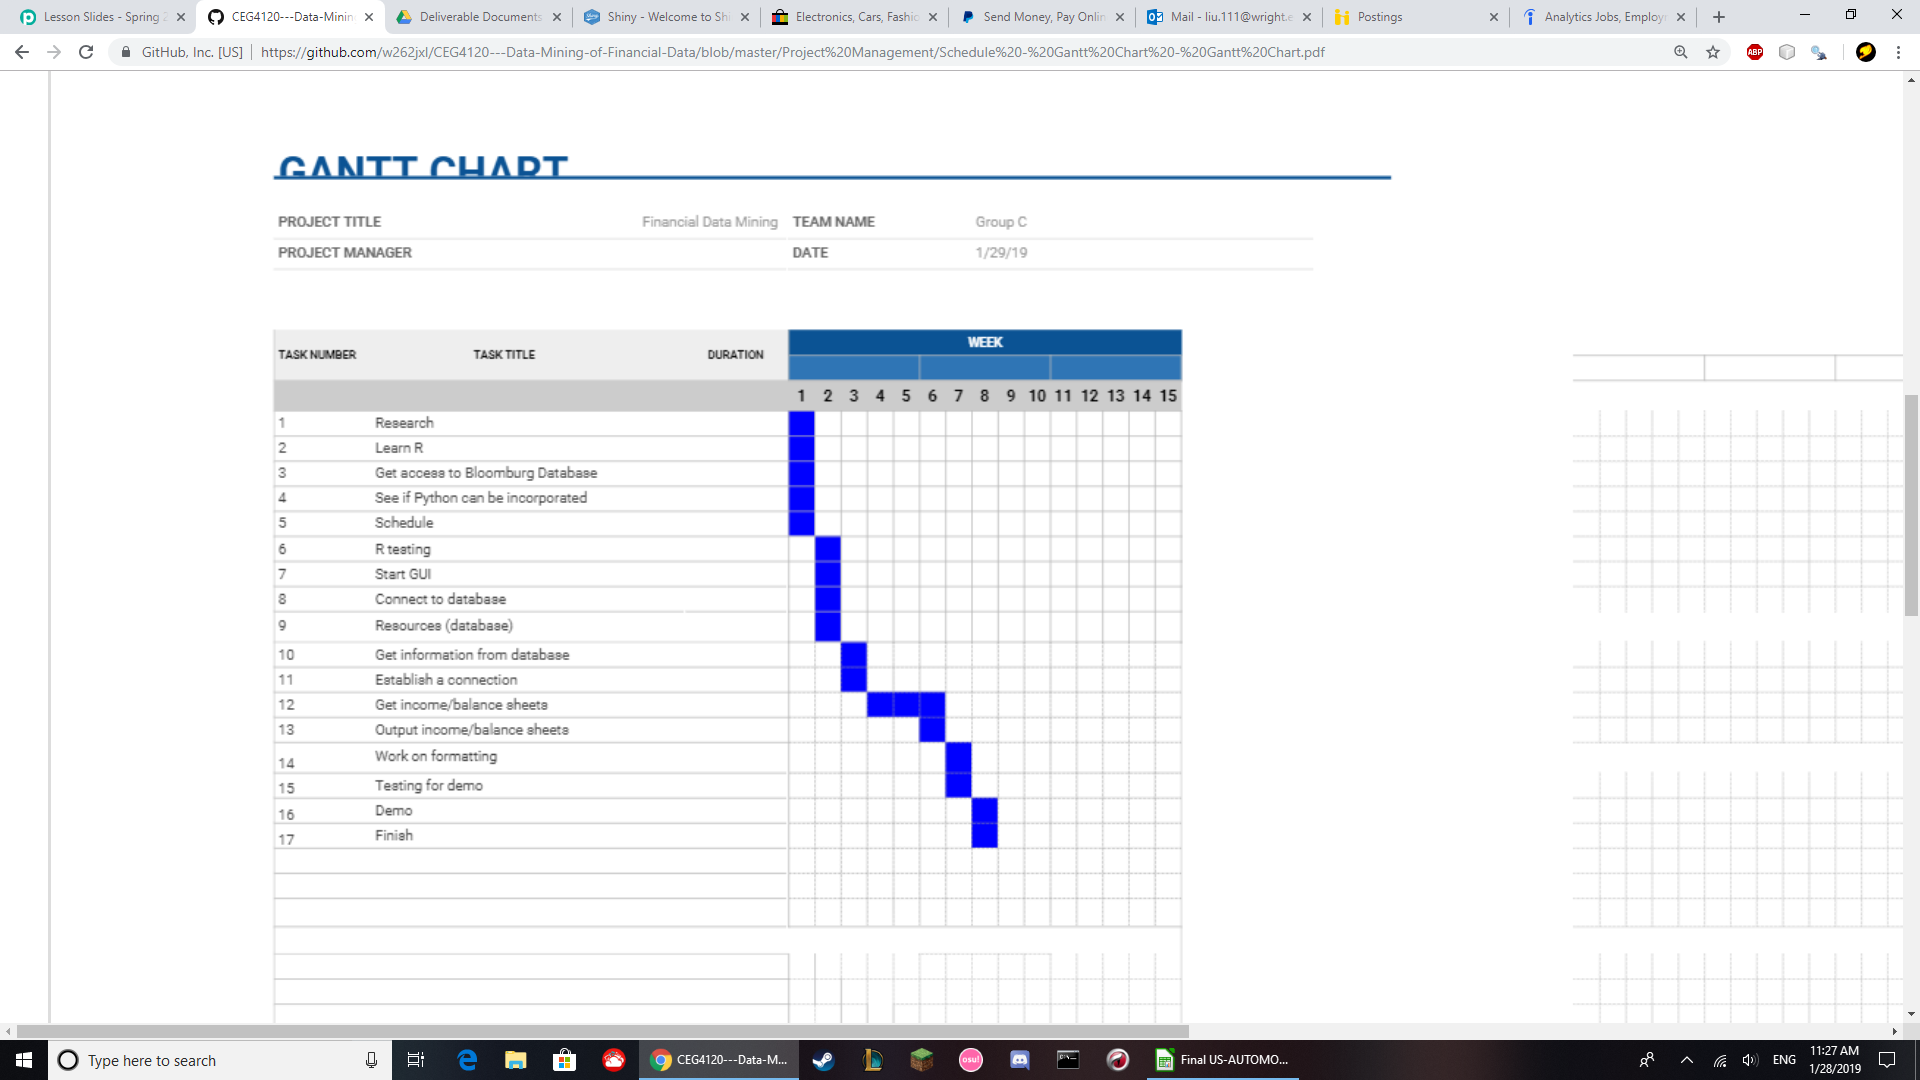 Lesson Slides - Spring 2
CEG4120---Data-Minin
Deliverable Documents
Shiny - Welcome to Shi
Electronics, Cars, Fashio
Send Money, Pay Onlin
Mail - liu.111@wright.e
Postings
Analytics Jobs, Employ
GitHub, Inc. [US] | https://github.com/w262jxl/CEG4120---Data-Mining-of-Financial-Data/blob/master/Project%20Management/Schedule%20-%20Gantt%20Chart%20-%20Gantt%20Chart.pdf
ABP
GANTT CHART
PROJECT TITLE Financial Data Mining TEAM NAME Group C
PROJECT MANAGER DATE 1/29/19
WEEK
TASK NUMBER TASK TITLE DURATION
1 2 3 4 5 6 7 8 9 10 11 12 13 14 15
1 Research
2 Learn R
3 Get access to Bloomburg Database
4 See if Python can be incorporated
5 Schedule
6 R testing
7 Start GUI
8 Connect to database
9 Resources (database)
10 Get information from database
11 Establish a connection
12 Get income/balance sheets
13 Output income/balance sheets
14 Work on formatting
15 Testing for demo
16 Demo
17 Finish
Type here to search
CEG4120---Data-M...
osu!
Final US-AUTOMO...
ENG
11:27 AM
1/28/2019